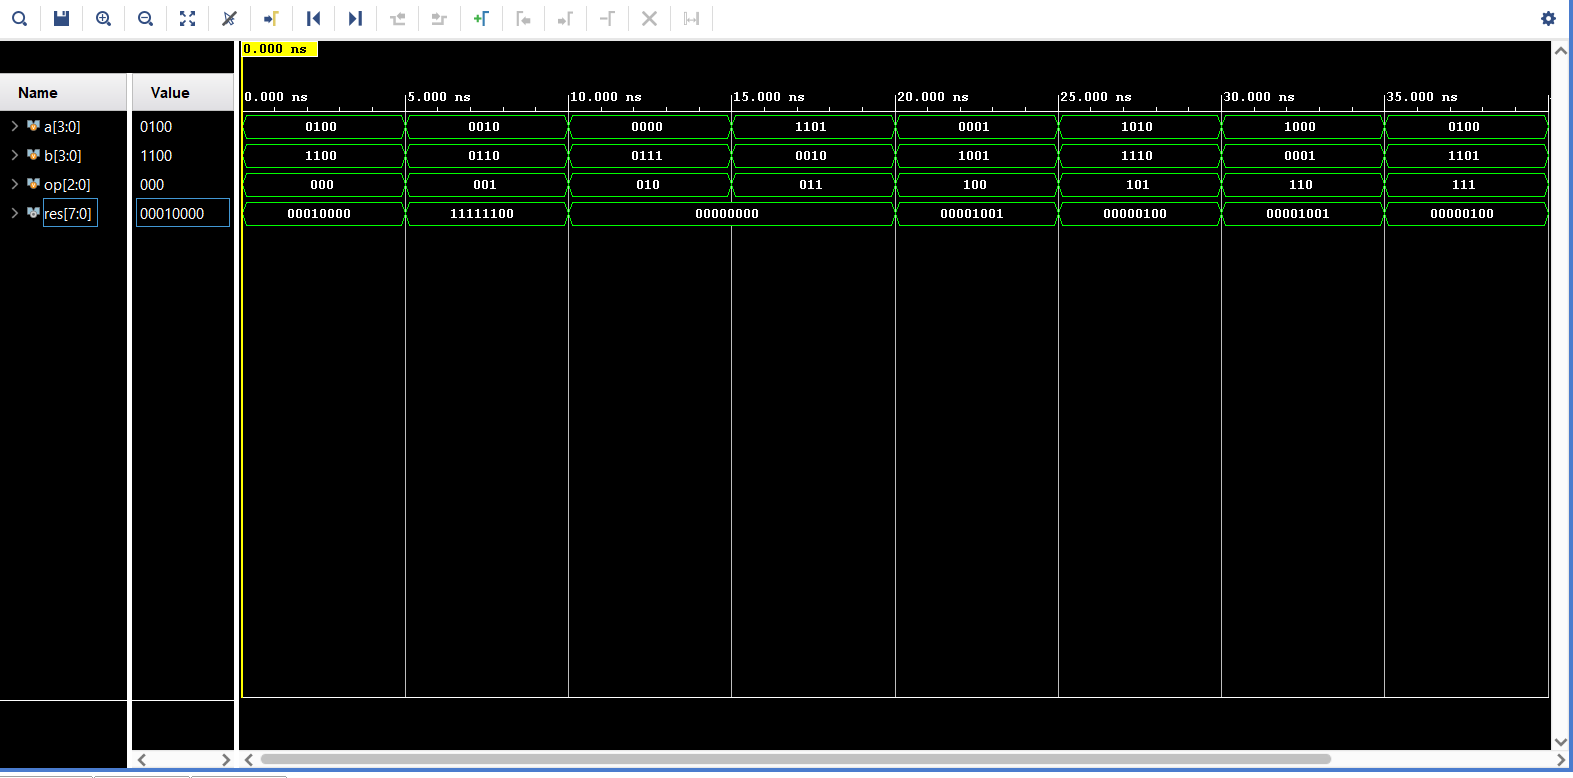 0.000 ns
Name Value
0.000 ns 5.000 ns 10.000 ns 15.000 ns 20.000 ns 25.000 ns 30.000 ns 35.000 ns
a[3:0] 0100 0100 0010 0000 1101 0001 1010 1000 0100
b[3:0] 1100 1100 0110 0111 0010 1001 1110 0001 1101
op[2:0] 000 000 001 010 011 100 101 110 111
res[7:0] 00010000 00010000 11111100 00000000 00001001 00000100 00001001 00000100